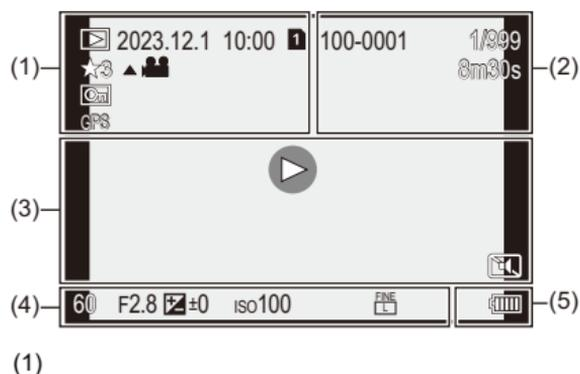 2023.12.1 10:00 1 100-0001 1/999
(1) ★3 8m30s (2)
GPS
(3)
(4) 60 F2.8 ±0 ISO100 FINE L (5)
(1)